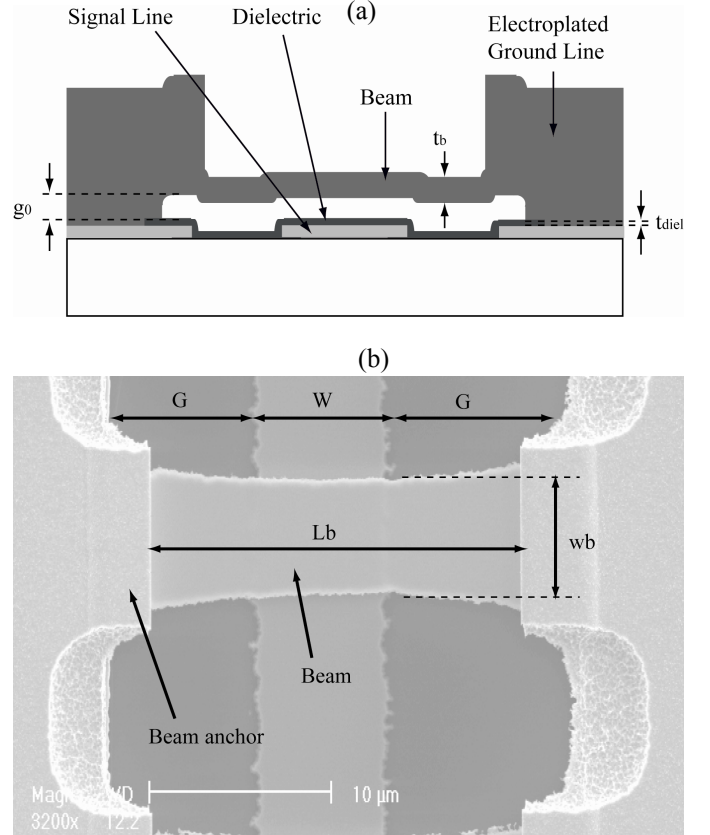 (a)
Signal Line
Dielectric
Electroplated
Ground Line
Beam
tb
g0
tdiel
(b)
G
W
G
Lb
wb
Beam
Beam anchor
10 µm
3200x 12.2